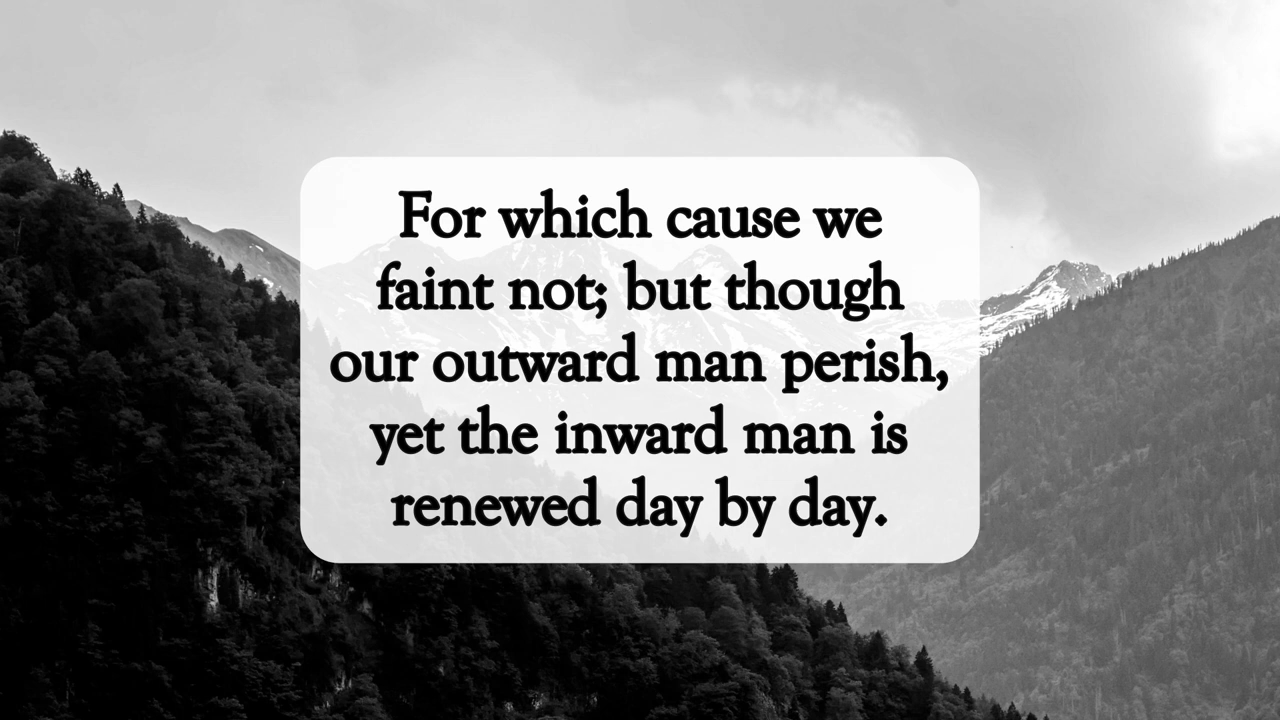 For which cause we
faint not; but though
our outward man perish,
yet the inward man is
renewed day by day.